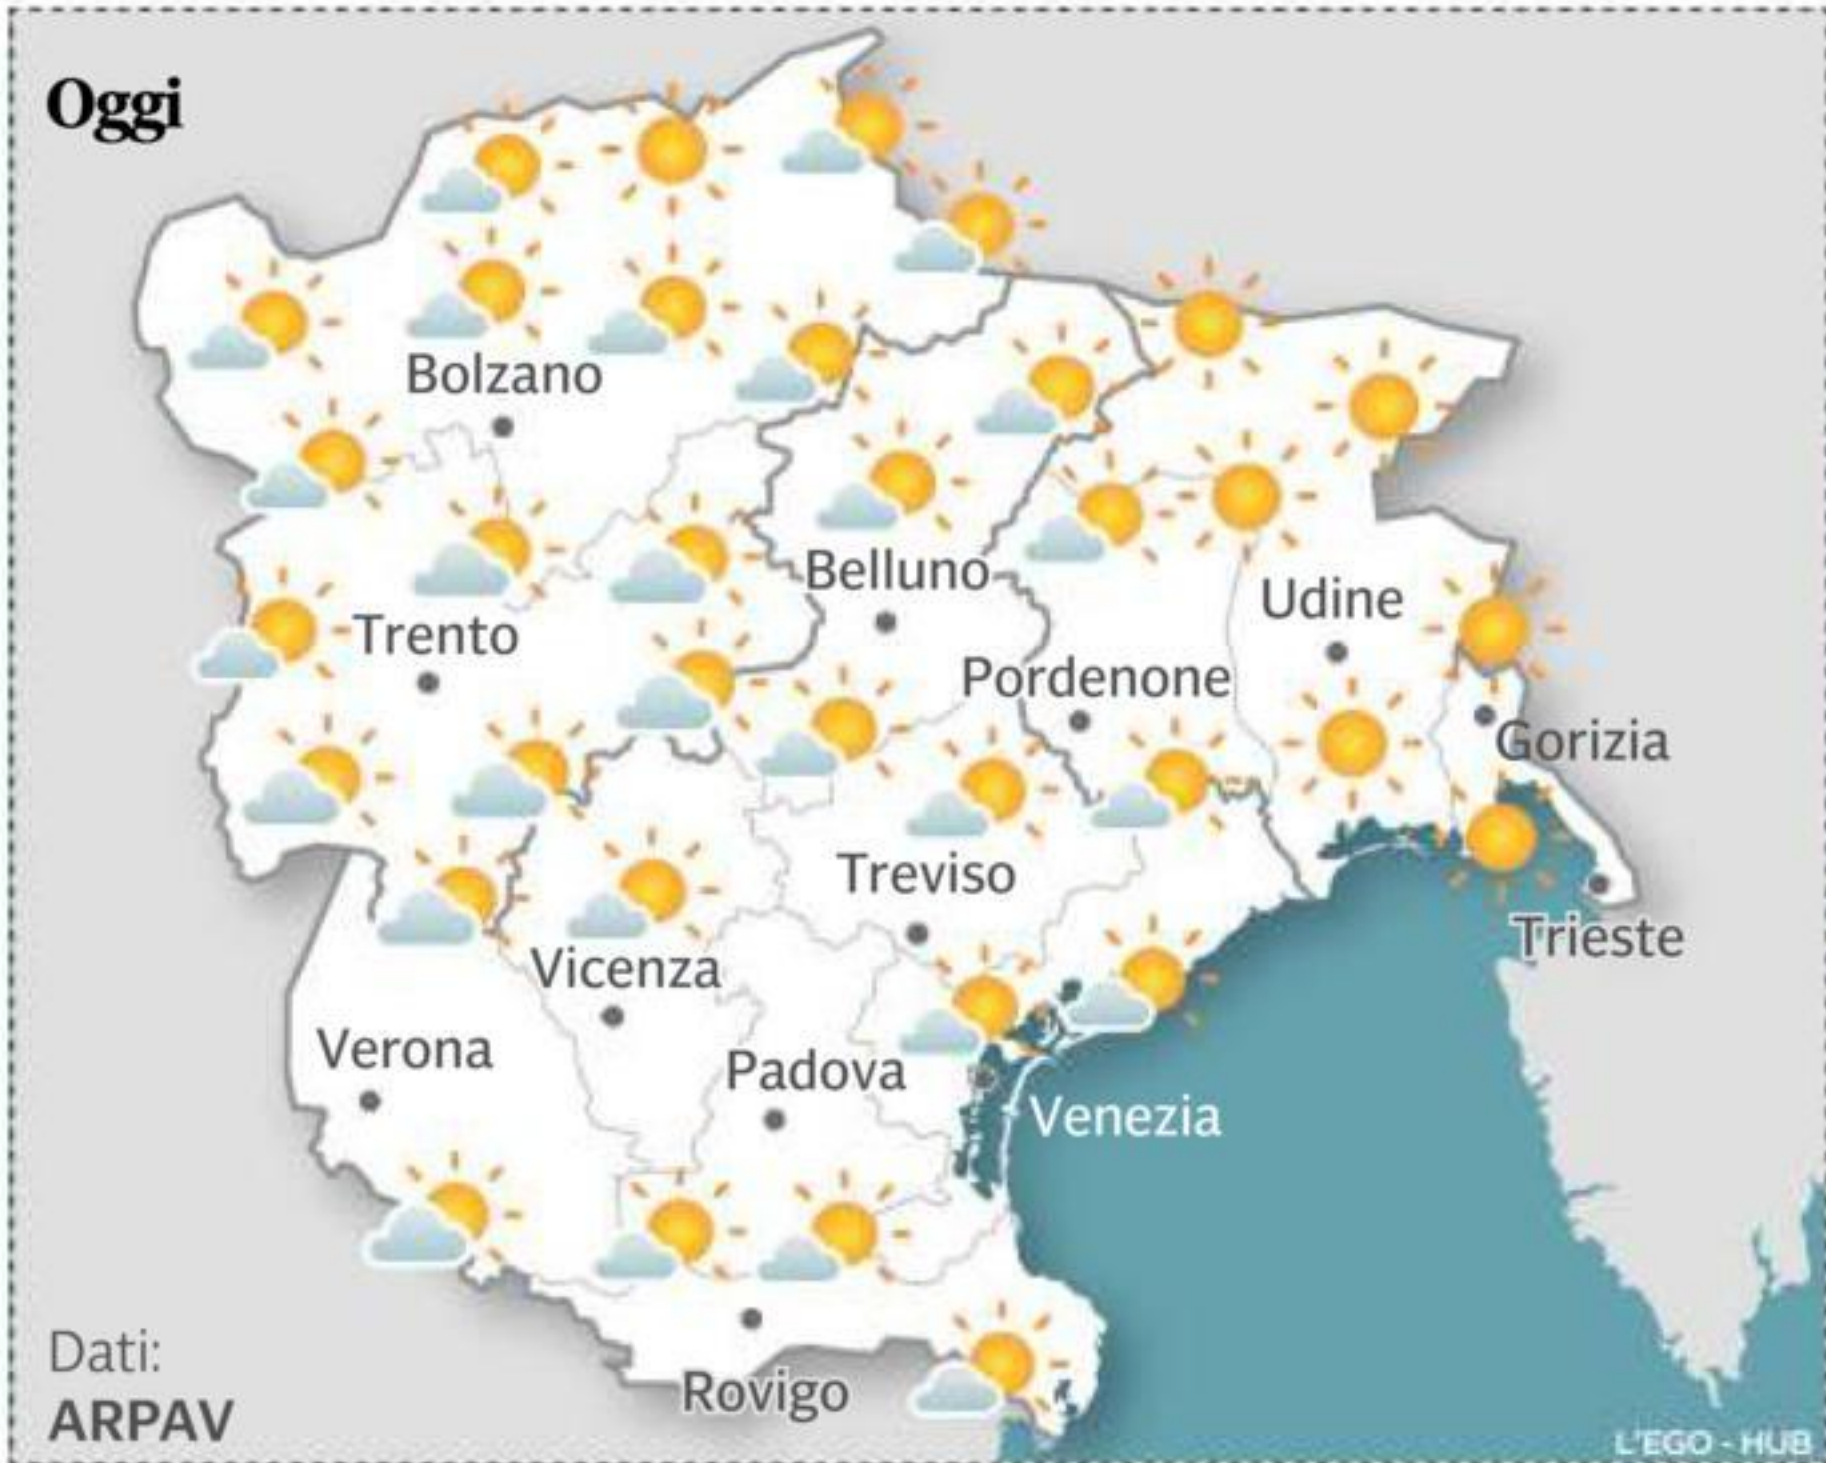 Oggi
Bolzano
Belluno
Udine
Trento
Pordenone
Gorizia
Treviso
Trieste
Vicenza
Verona
Padova
Venezia
Dati:
ARPAV
Rovigo
L'EGO - HUB